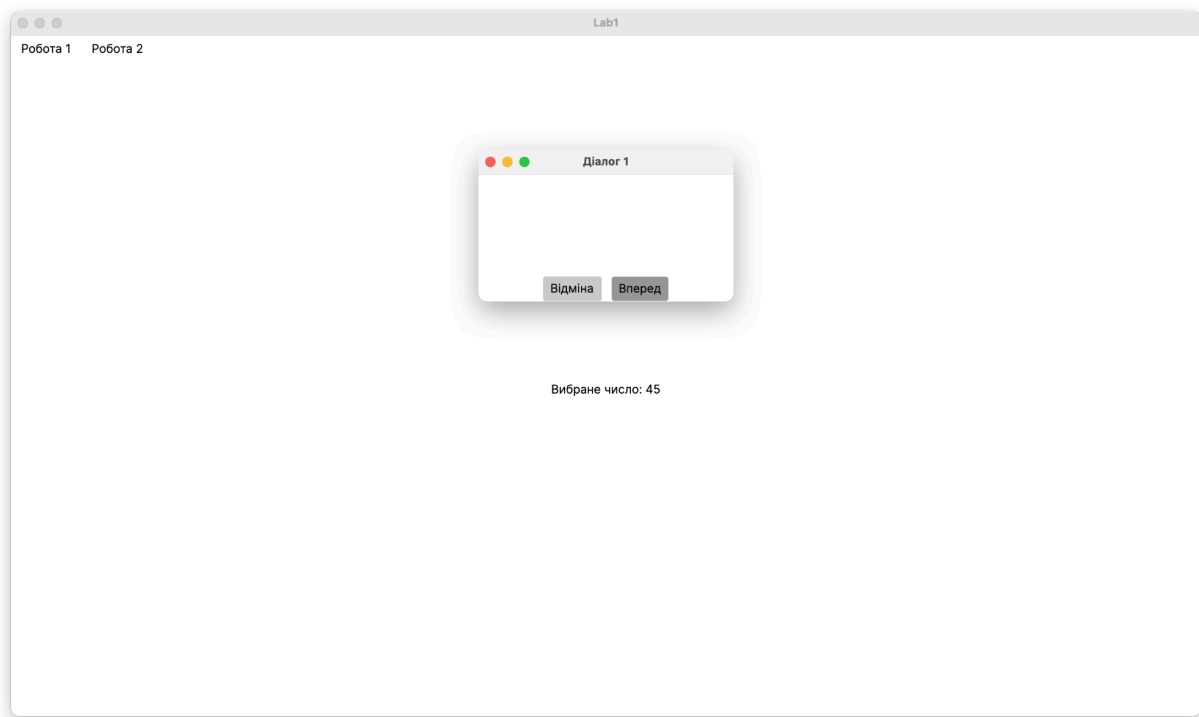 Lab1
Робота 1 Робота 2
Діалог 1
Відміна Вперед
Вибране число: 45